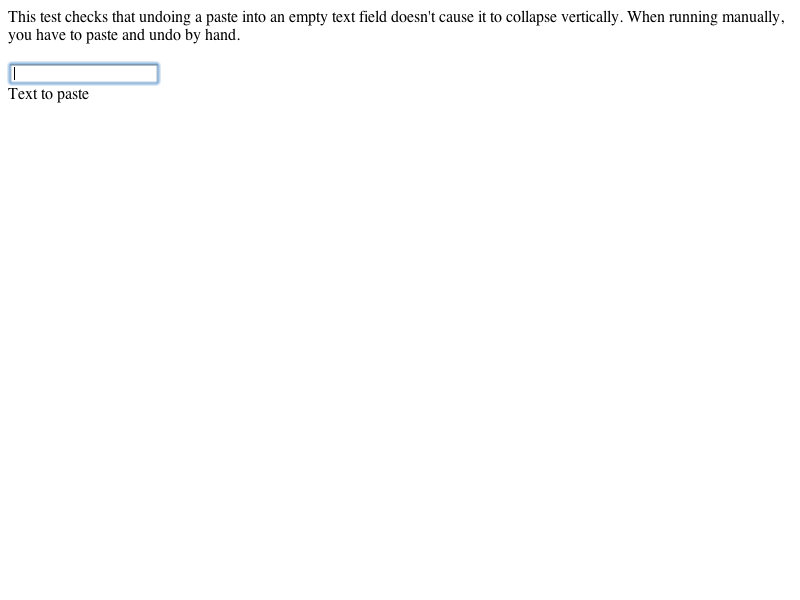 This test checks that undoing a paste into an empty text field doesn't cause it to collapse vertically. When running manually,
you have to paste and undo by hand.
Text to paste